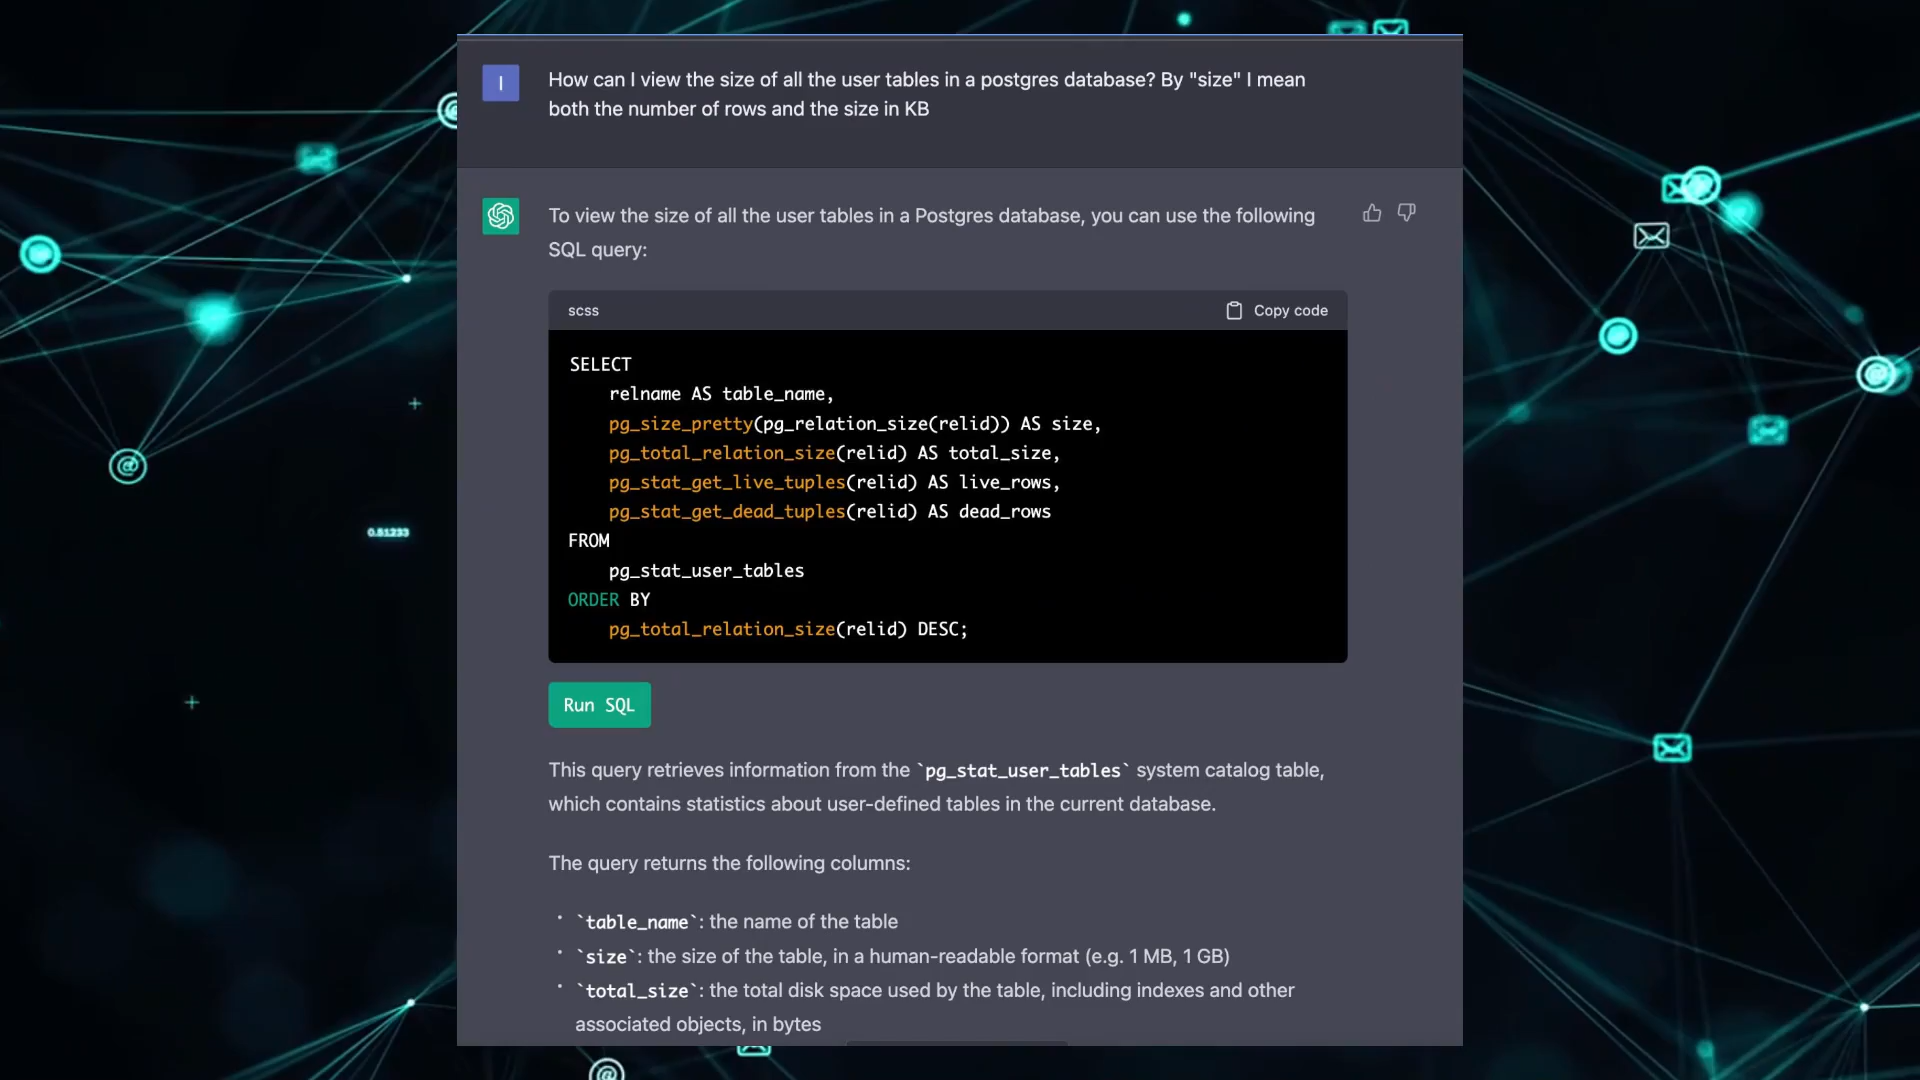 I
How can I view the size of all the user tables in a postgres database? By "size" I mean
both the number of rows and the size in KB
To view the size of all the user tables in a Postgres database, you can use the following
SQL query:
scss
Copy code
SELECT
relname AS table_name,
pg_size_pretty(pg_relation_size(relid)) AS size,
pg_total_relation_size(relid) AS total_size,
pg_stat_get_live_tuples(relid) AS live_rows,
pg_stat_get_dead_tuples(relid) AS dead_rows
FROM
pg_stat_user_tables
ORDER BY
pg_total_relation_size(relid) DESC;
Run SQL
This query retrieves information from the `pg_stat_user_tables` system catalog table,
which contains statistics about user-defined tables in the current database.
The query returns the following columns:
• `table_name`: the name of the table
• `size`: the size of the table, in a human-readable format (e.g. 1 MB, 1 GB)
• `total_size`: the total disk space used by the table, including indexes and other
associated objects, in bytes
0.51233